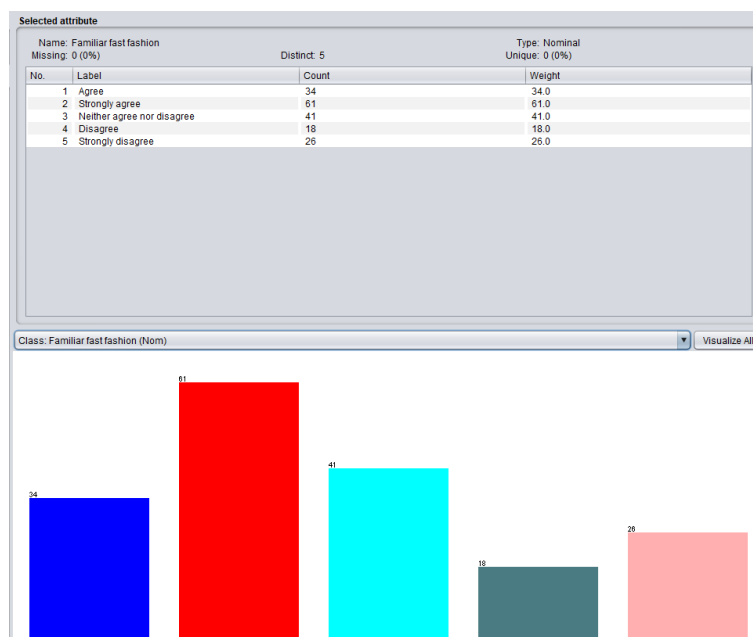 Selected attribute
Name: Familiar fast fashion Type: Nominal
Missing: 0 (0%) Distinct: 5 Unique: 0 (0%)
No. Label Count Weight
1 Agree 34 34.0
2 Strongly agree 61 61.0
3 Neither agree nor disagree 41 41.0
4 Disagree 18 18.0
5 Strongly disagree 26 26.0
Class: Familiar fast fashion (Nom) Visualize All
61
41
34
26
18